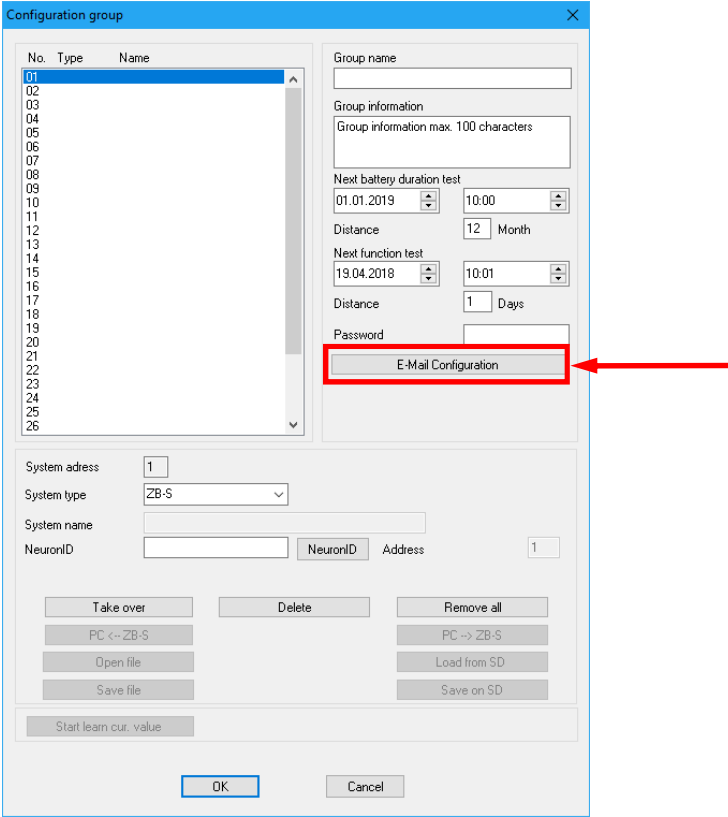 Configuration group
No. Type Name
01
02
03
04
05
06
07
08
09
10
11
12
13
14
15
16
17
18
19
20
21
22
23
24
25
26
Group name
Group information
Group information max. 100 characters
Next battery duration test
01.01.2019 10:00
Distance 12 Month
Next function test
19.04.2018 10:01
Distance 1 Days
Password
E-Mail Configuration
System adress 1
System type ZB-S
System name
NeuronID NeuronID Address 1
Take over Delete Remove all
PC <-- ZB-S PC --> ZB-S
Open file Load from SD
Save file Save on SD
Start learn cur. value
OK Cancel